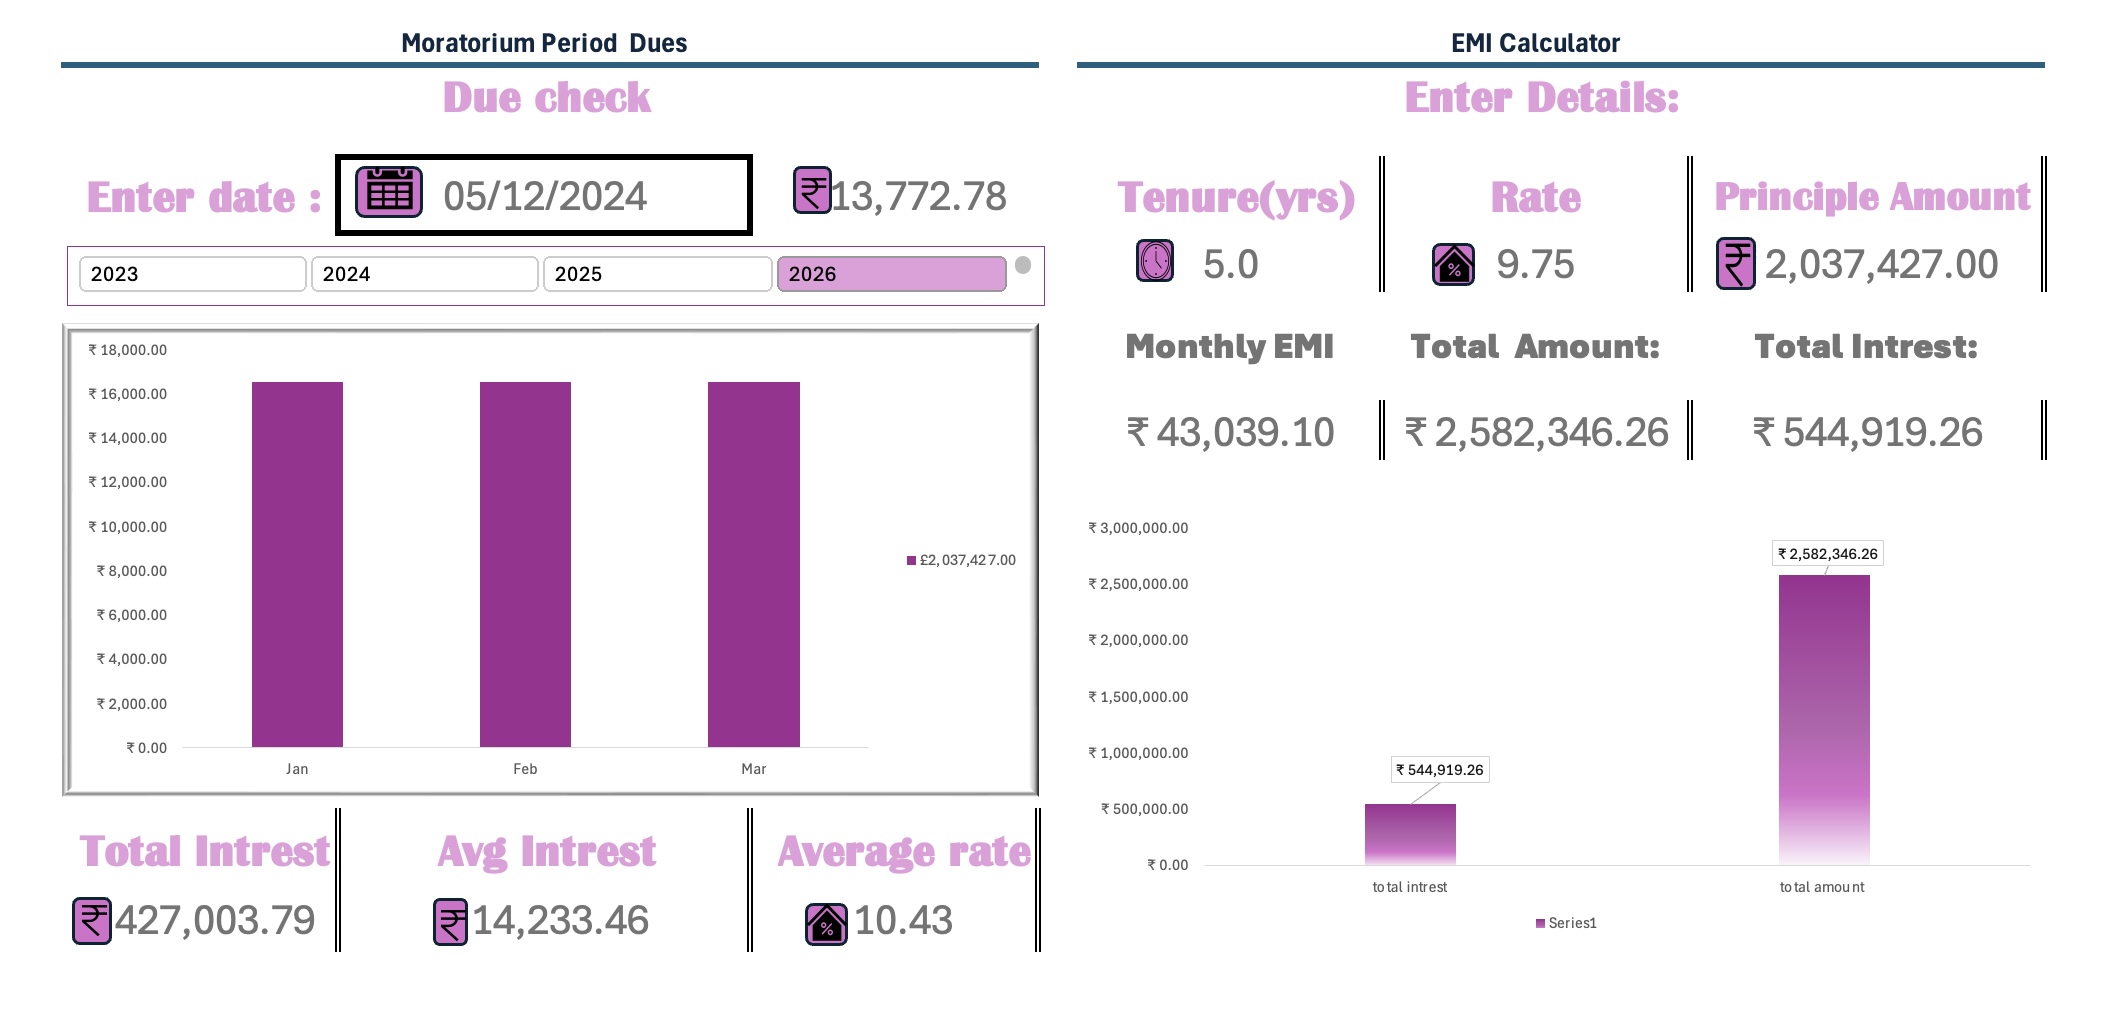 Moratorium Period  Dues
Due check
Enter date :
05/12/2024
₹13,772.78
2023
2024
2025
2026
₹ 18,000.00
₹ 16,000.00
₹ 14,000.00
₹ 12,000.00
₹ 10,000.00
₹ 8,000.00
₹ 6,000.00
₹ 4,000.00
₹ 2,000.00
₹ 0.00
Jan
Feb
Mar
£2,037,427.00
Total Intrest
Avg Intrest
Average rate
₹427,003.79
₹14,233.46
% 10.43
EMI Calculator
Enter Details:
Tenure(yrs)
Rate
Principle Amount
5.0
% 9.75
₹ 2,037,427.00
Monthly EMI
Total  Amount:
Total Intrest:
₹ 43,039.10
₹ 2,582,346.26
₹ 544,919.26
₹ 3,000,000.00
₹ 2,500,000.00
₹ 2,000,000.00
₹ 1,500,000.00
₹ 1,000,000.00
₹ 500,000.00
₹ 0.00
₹ 544,919.26
₹ 2,582,346.26
total intrest
total amount
Series1